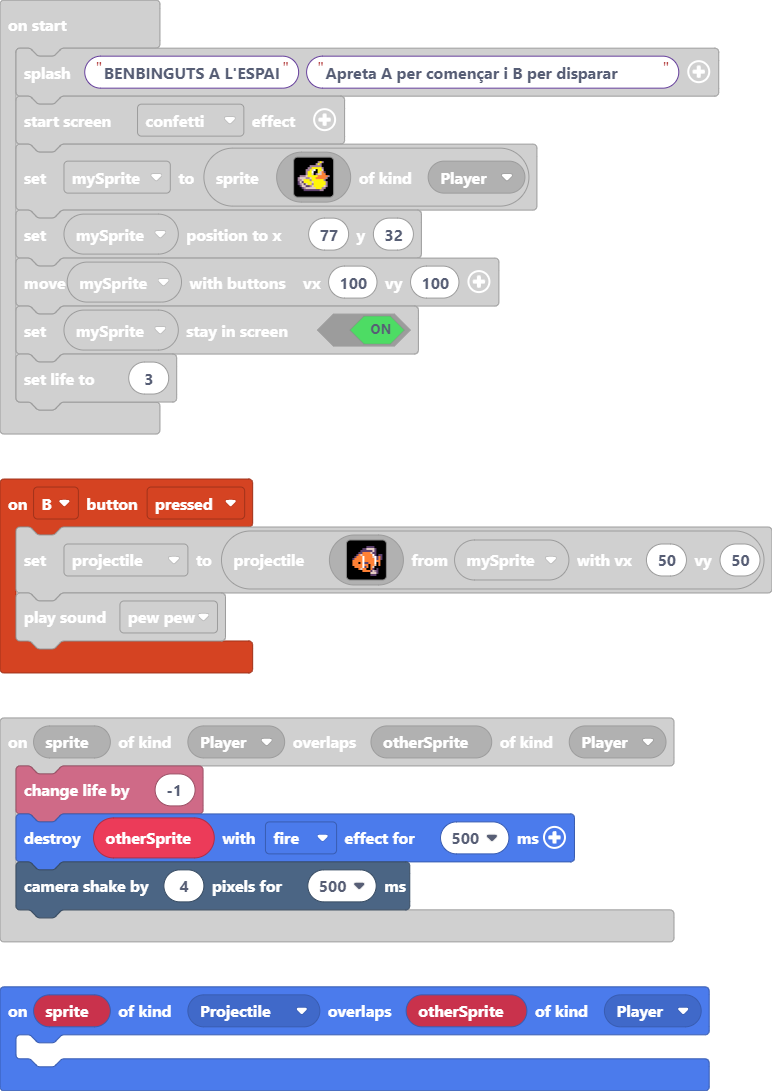 on start
splash "BENBINGUTS A L'ESPAI" "Apreta A per començar i B per disparar"
start screen confetti effect
set mySprite to sprite of kind Player
set mySprite position to x 77 y 32
move mySprite with buttons vx 100 vy 100
set mySprite stay in screen ON
set life to 3
on B button pressed
set projectile to projectile from mySprite with vx 50 vy 50
play sound pew pew
on sprite of kind Player overlaps otherSprite of kind Player
change life by -1
destroy otherSprite with fire effect for 500 ms
camera shake by 4 pixels for 500 ms
on sprite of kind Projectile overlaps otherSprite of kind Player